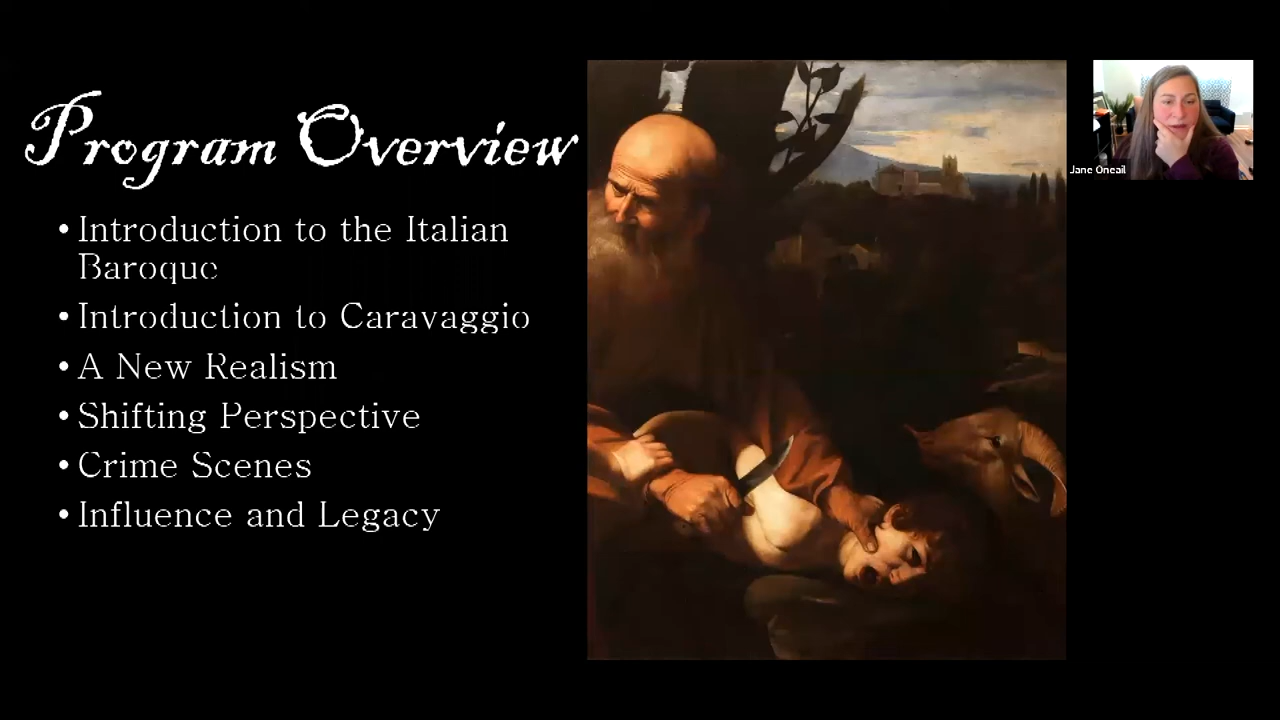 Program Overview
• Introduction to the Italian
Baroque
• Introduction to Caravaggio
• A New Realism
• Shifting Perspective
• Crime Scenes
• Influence and Legacy
Jane Oneail